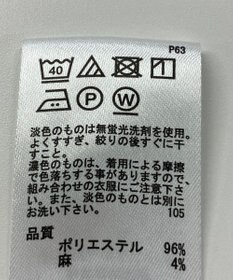 P63
40
P W
淡色のものは無蛍光洗剤を使用。
よくすすぎ、絞りの後すぐに干
すこと。
濃色のものは、着用による摩擦
で色落ちする事がありますので、
組み合わせの衣服にご注意下さ
い。また、淡色のものとは別に
お洗い下さい。 105
品質
ポリエステル 96%
麻 4%